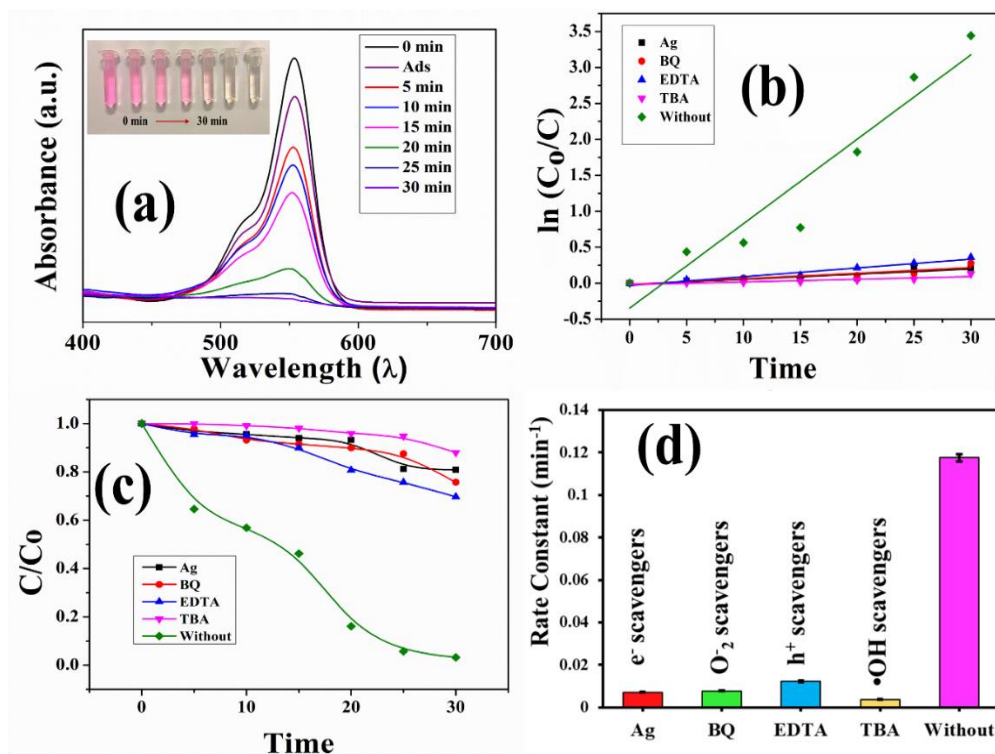 0 min
Ads
5 min
10 min
15 min
20 min
25 min
30 min
0 min → 30 min
(a)
Absorbance (a.u.)
400
500
600
700
Wavelength (λ)
Ag
BQ
EDTA
TBA
Without
(b)
ln (Co/C)
3.5
3.0
2.5
2.0
1.5
1.0
0.5
0.0
-0.5
0
5
10
15
20
25
30
Time
(c)
C/Co
1.0
0.8
0.6
0.4
0.2
0.0
Ag
BQ
EDTA
TBA
Without
0
10
20
30
Time
(d)
Rate Constant (min⁻¹)
0.14
0.12
0.1
0.08
0.06
0.04
0.02
0
e⁻ scavengers
O⁻₂ scavengers
h⁺ scavengers
•OH scavengers
Ag
BQ
EDTA
TBA
Without